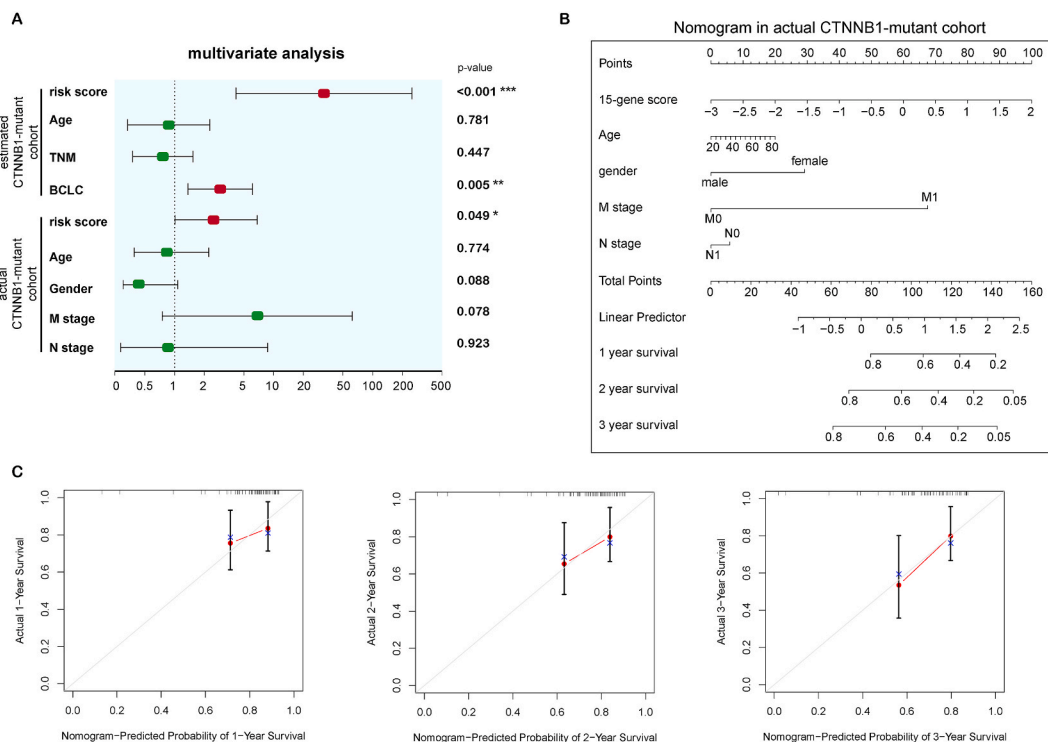 A
multivariate analysis
p-value
estimated
CTNNB1-mutant
cohort
risk score
<0.001 ***
Age
0.781
TNM
0.447
BCLC
0.005 **
actual
CTNNB1-mutant
cohort
risk score
0.049 *
Age
0.774
Gender
0.088
M stage
0.078
N stage
0.923
0 0.5 1 2 5 10 20 50 100 200 500
B
Nomogram in actual CTNNB1-mutant cohort
Points
0 10 20 30 40 50 60 70 80 90 100
15-gene score
−3 −2.5 −2 −1.5 −1 −0.5 0 0.5 1 1.5 2
Age
20 40 60 80
gender
female
male
M stage
M1
M0
N stage
N0
N1
Total Points
0 20 40 60 80 100 120 140 160
Linear Predictor
−1 −0.5 0 0.5 1 1.5 2 2.5
1 year survival
0.8 0.6 0.4 0.2
2 year survival
0.8 0.6 0.4 0.2 0.05
3 year survival
0.8 0.6 0.4 0.2 0.05
C
Actual 1−Year Survival
1.0
0.8
0.6
0.4
0.2
0.0
0.0 0.2 0.4 0.6 0.8 1.0
Nomogram−Predicted Probability of 1−Year Survival
Actual 2−Year Survival
1.0
0.8
0.6
0.4
0.2
0.0
0.0 0.2 0.4 0.6 0.8 1.0
Nomogram−Predicted Probability of 2−Year Survival
Actual 3−Year Survival
1.0
0.8
0.6
0.4
0.2
0.0
0.0 0.2 0.4 0.6 0.8 1.0
Nomogram−Predicted Probability of 3−Year Survival